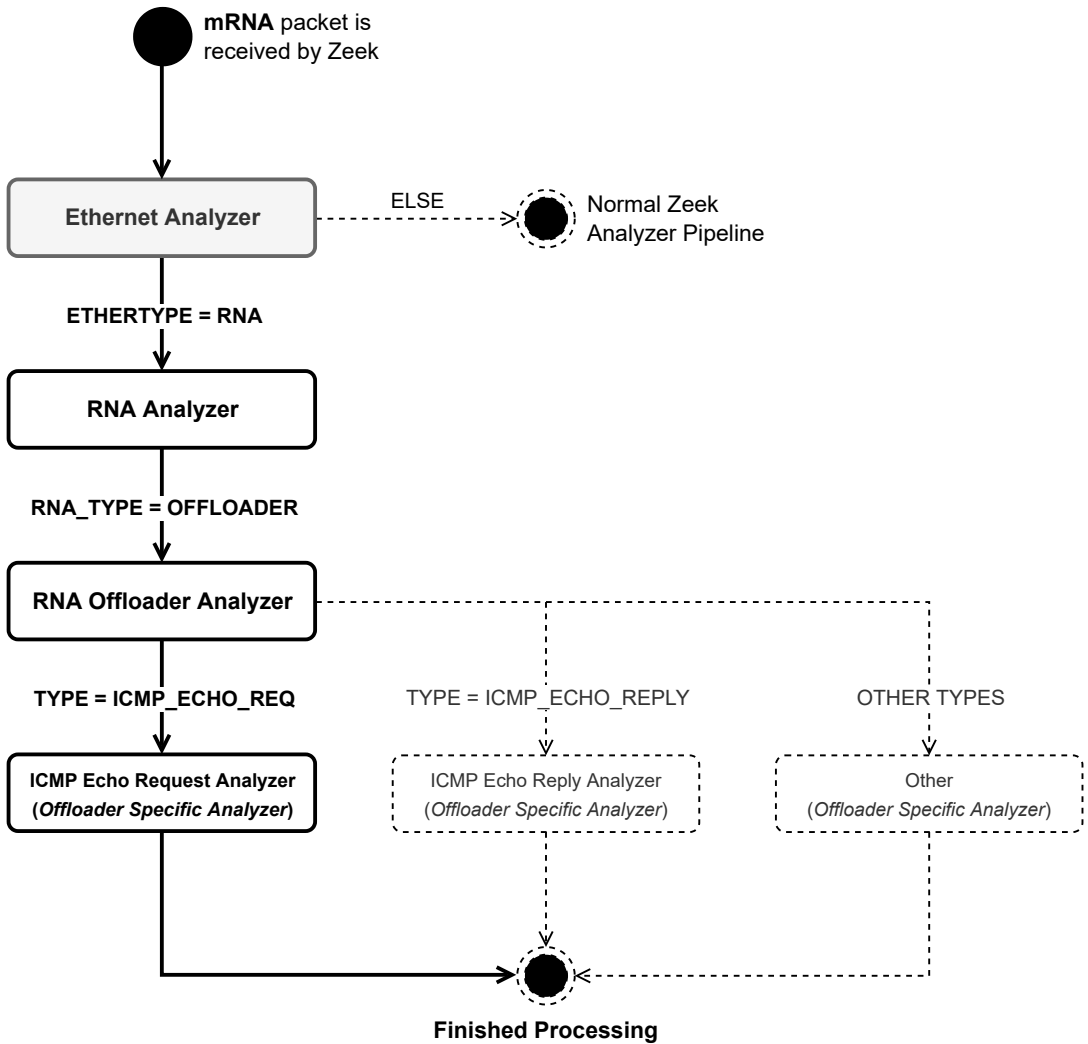 mRNA packet is
received by Zeek
Ethernet Analyzer
ELSE
Normal Zeek
Analyzer Pipeline
ETHERTYPE = RNA
RNA Analyzer
RNA_TYPE = OFFLOADER
RNA Offloader Analyzer
TYPE = ICMP_ECHO_REQ
TYPE = ICMP_ECHO_REPLY
OTHER TYPES
ICMP Echo Request Analyzer
(Offloader Specific Analyzer)
ICMP Echo Reply Analyzer
(Offloader Specific Analyzer)
Other
(Offloader Specific Analyzer)
Finished Processing